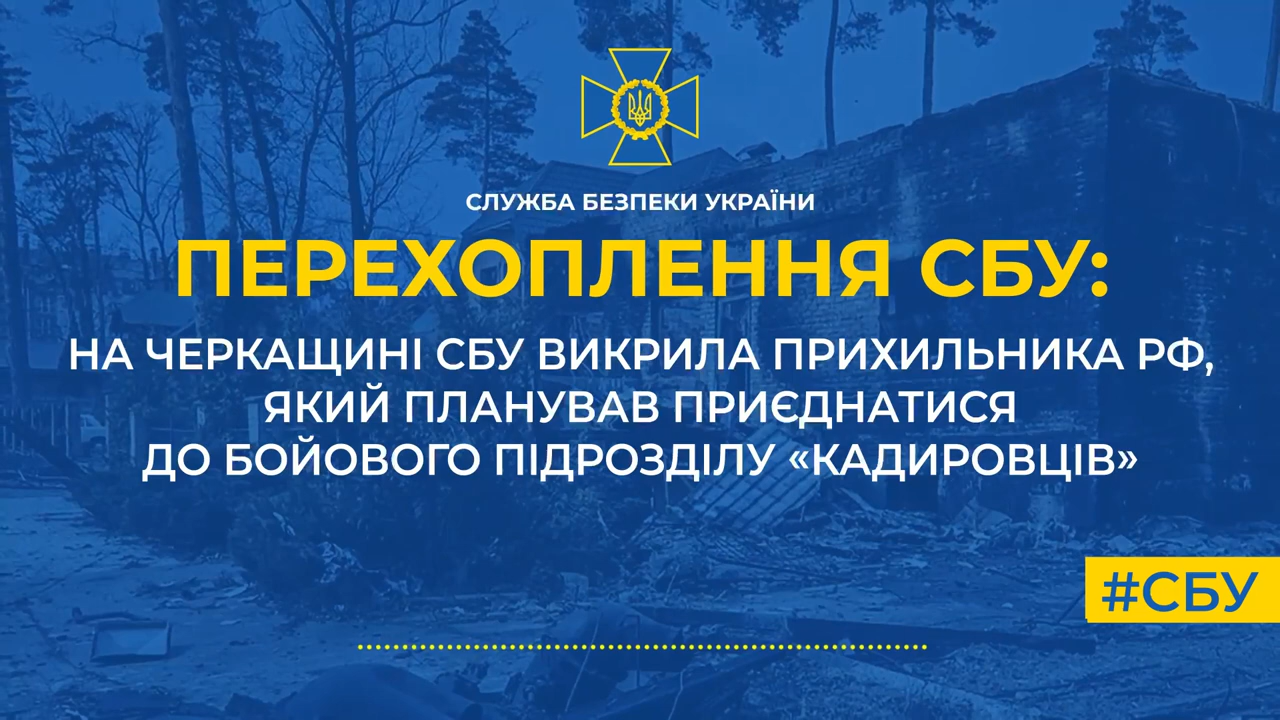 СЛУЖБА БЕЗПЕКИ УКРАЇНИ
ПЕРЕХОПЛЕННЯ СБУ:
НА ЧЕРКАЩИНІ СБУ ВИКРИЛА ПРИХИЛЬНИКА РФ,
ЯКИЙ ПЛАНУВАВ ПРИЄДНАТИСЯ
ДО БОЙОВОГО ПІДРОЗДІЛУ «КАДИРОВЦІВ»
#СБУ